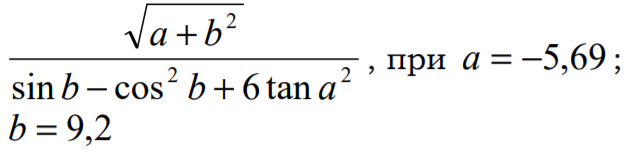 √(a + b²)
sin b − cos² b + 6 tan a² , при a = −5,69 ;
b = 9,2